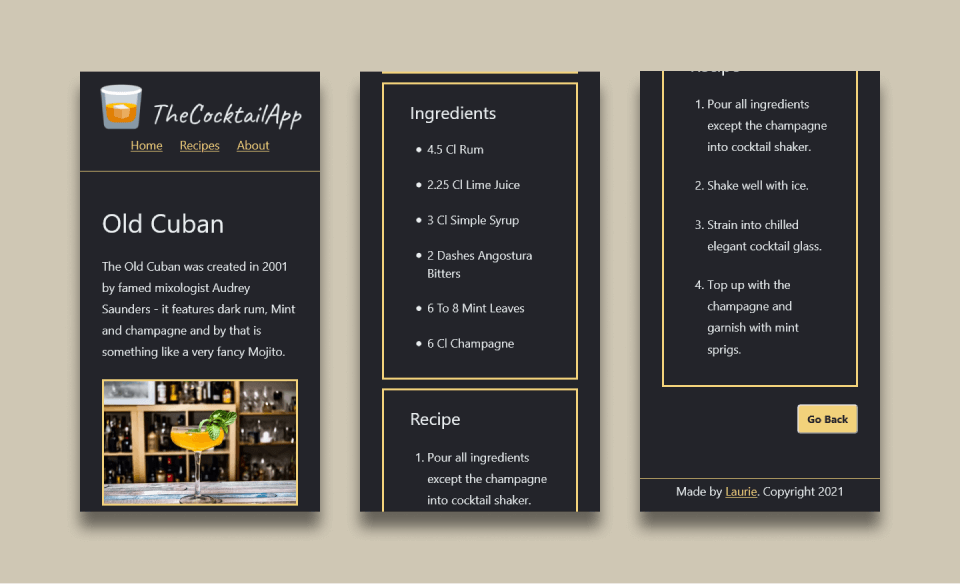 TheCocktailApp
Home Recipes About
Old Cuban
The Old Cuban was created in 2001
by famed mixologist Audrey
Saunders - it features dark rum, Mint
and champagne and by that is
something like a very fancy Mojito.
Ingredients
4.5 Cl Rum
2.25 Cl Lime Juice
3 Cl Simple Syrup
2 Dashes Angostura
Bitters
6 To 8 Mint Leaves
6 Cl Champagne
Recipe
1. Pour all ingredients
except the champagne
into cocktail shaker.
Recipe
1. Pour all ingredients
except the champagne
into cocktail shaker.
2. Shake well with ice.
3. Strain into chilled
elegant cocktail glass.
4. Top up with the
champagne and
garnish with mint
sprigs.
Go Back
Made by Laurie. Copyright 2021